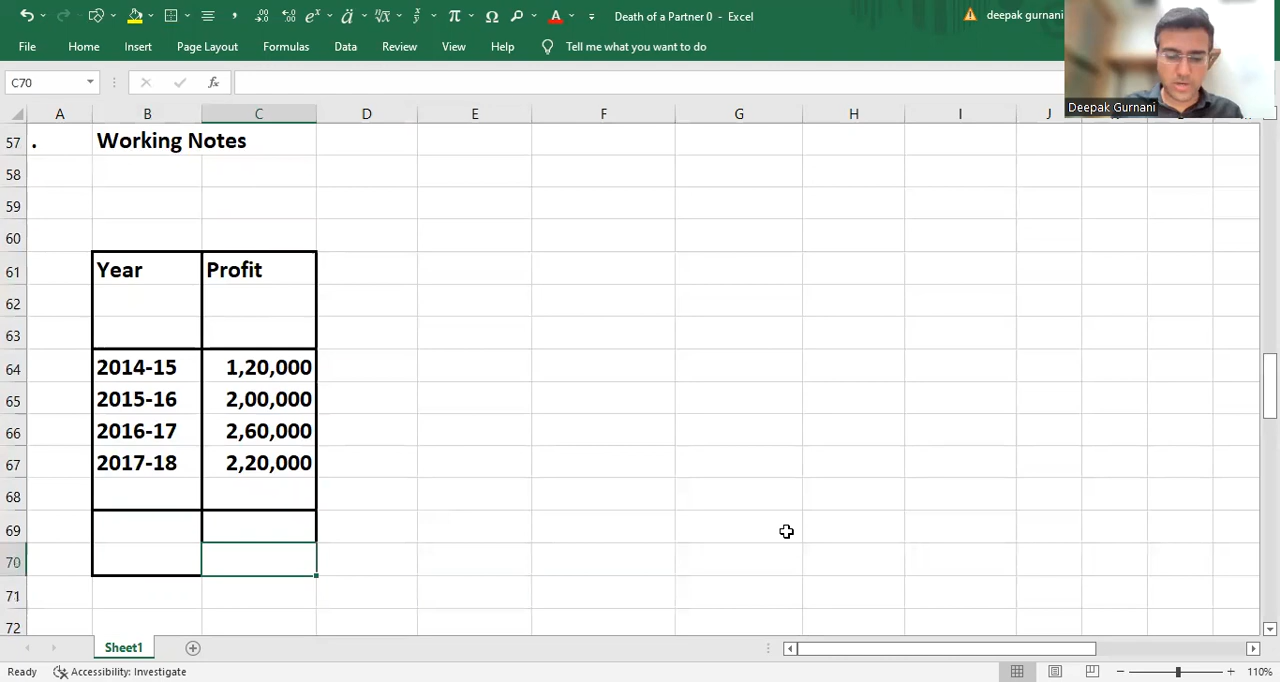 Death of a Partner 0 - Excel
deepak gurnani
File Home Insert Page Layout Formulas Data Review View Help Tell me what you want to do
Deepak Gurnani
C70 fx
A B C D E F G H I J
57 . Working Notes
58
59
60
61 Year Profit
62
63
64 2014-15 1,20,000
65 2015-16 2,00,000
66 2016-17 2,60,000
67 2017-18 2,20,000
68
69
70
71
72
Sheet1
Ready Accessibility: Investigate 110%